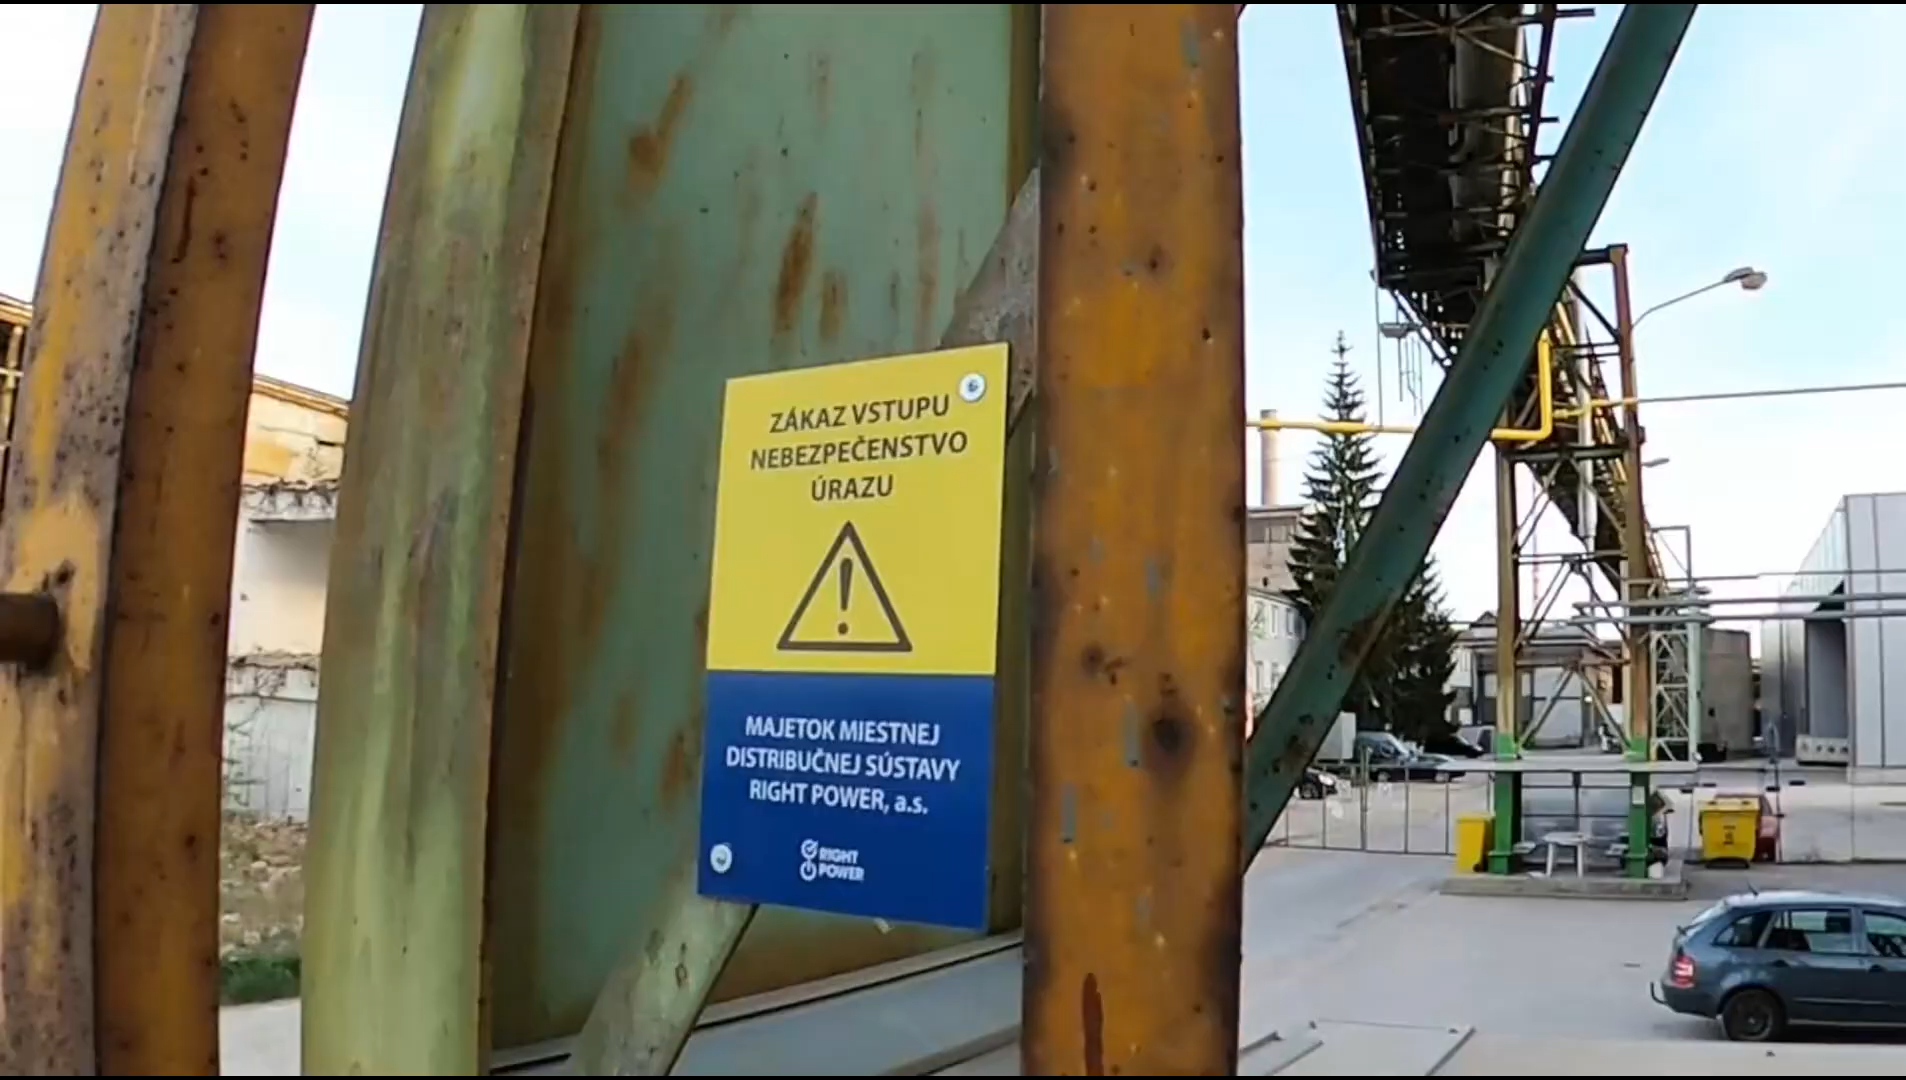 ZÁKAZ VSTUPU
NEBEZPEČENSTVO
ÚRAZU
MAJETOK MIESTNEJ
DISTRIBUČNEJ SÚSTAVY
RIGHT POWER, a.s.
RIGHT
POWER